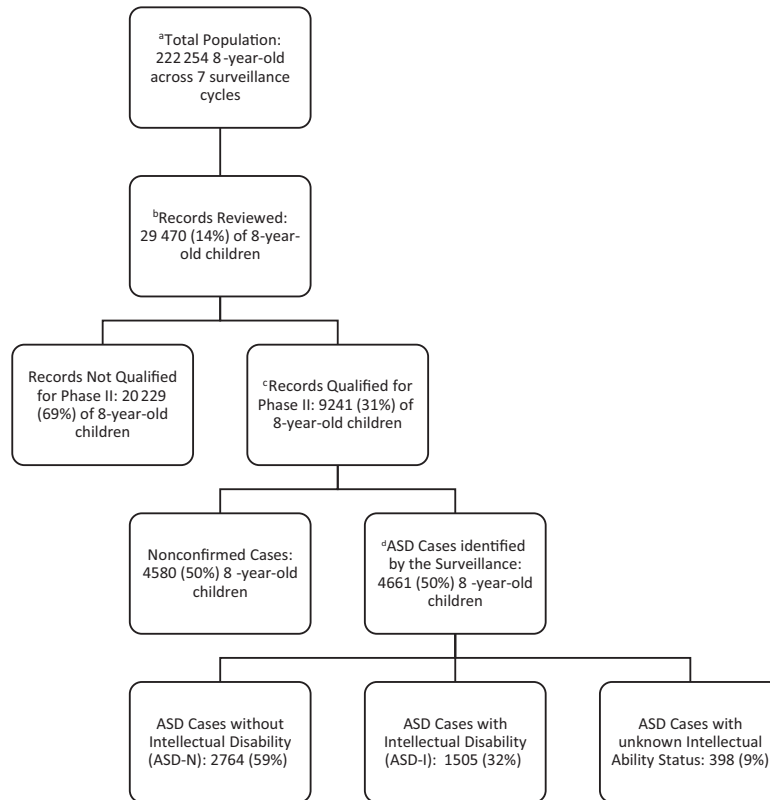 ᵃTotal Population:
222 254 8-year-old
across 7 surveillance
cycles
ᵇRecords Reviewed:
29 470 (14%) of 8-year-
old children
Records Not Qualified
for Phase II: 20 229
(69%) of 8-year-old
children
ᶜRecords Qualified for
Phase II: 9241 (31%) of
8-year-old children
Nonconfirmed Cases:
4580 (50%) 8 -year-old
children
ᵈASD Cases identified
by the Surveillance:
4661 (50%) 8 -year-old
children
ASD Cases without
Intellectual Disability
(ASD-N): 2764 (59%)
ASD Cases with
Intellectual Disability
(ASD-I): 1505 (32%)
ASD Cases with
unknown Intellectual
Ability Status: 398 (9%)